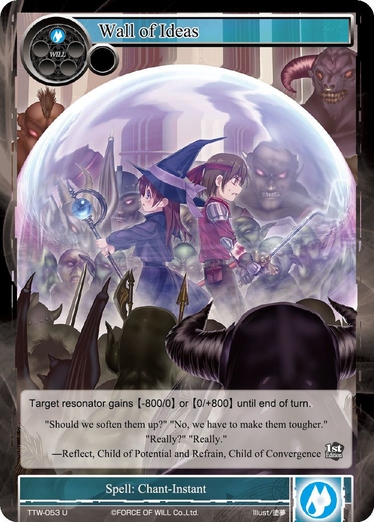 Wall of Ideas
WILL
Target resonator gains 【-800/0】 or 【0/+800】 until end of turn.
"Should we soften them up?" "No, we have to make them tougher."
"Really?" "Really."
—Reflect, Child of Potential and Refrain, Child of Convergence
1st
Edition
Spell: Chant-Instant
TTW-053 U ©FORCE OF WILL Co.,Ltd. Illust/塗夢